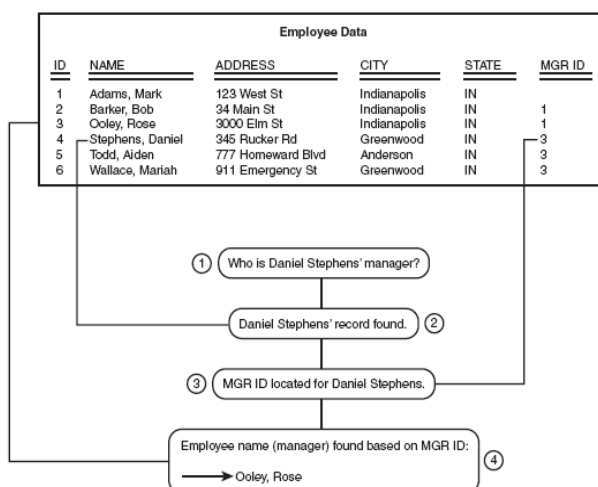 Employee Data
ID NAME ADDRESS CITY STATE MGR ID
1 Adams, Mark 123 West St Indianapolis IN
2 Barker, Bob 34 Main St Indianapolis IN 1
3 Ooley, Rose 3000 Elm St Indianapolis IN 1
4 Stephens, Daniel 345 Rucker Rd Greenwood IN 3
5 Todd, Aiden 777 Homeward Blvd Anderson IN 3
6 Wallace, Mariah 911 Emergency St Greenwood IN 3
1 Who is Daniel Stephens' manager?
Daniel Stephens' record found. 2
3 MGR ID located for Daniel Stephens.
Employee name (manager) found based on MGR ID:
4
Ooley, Rose